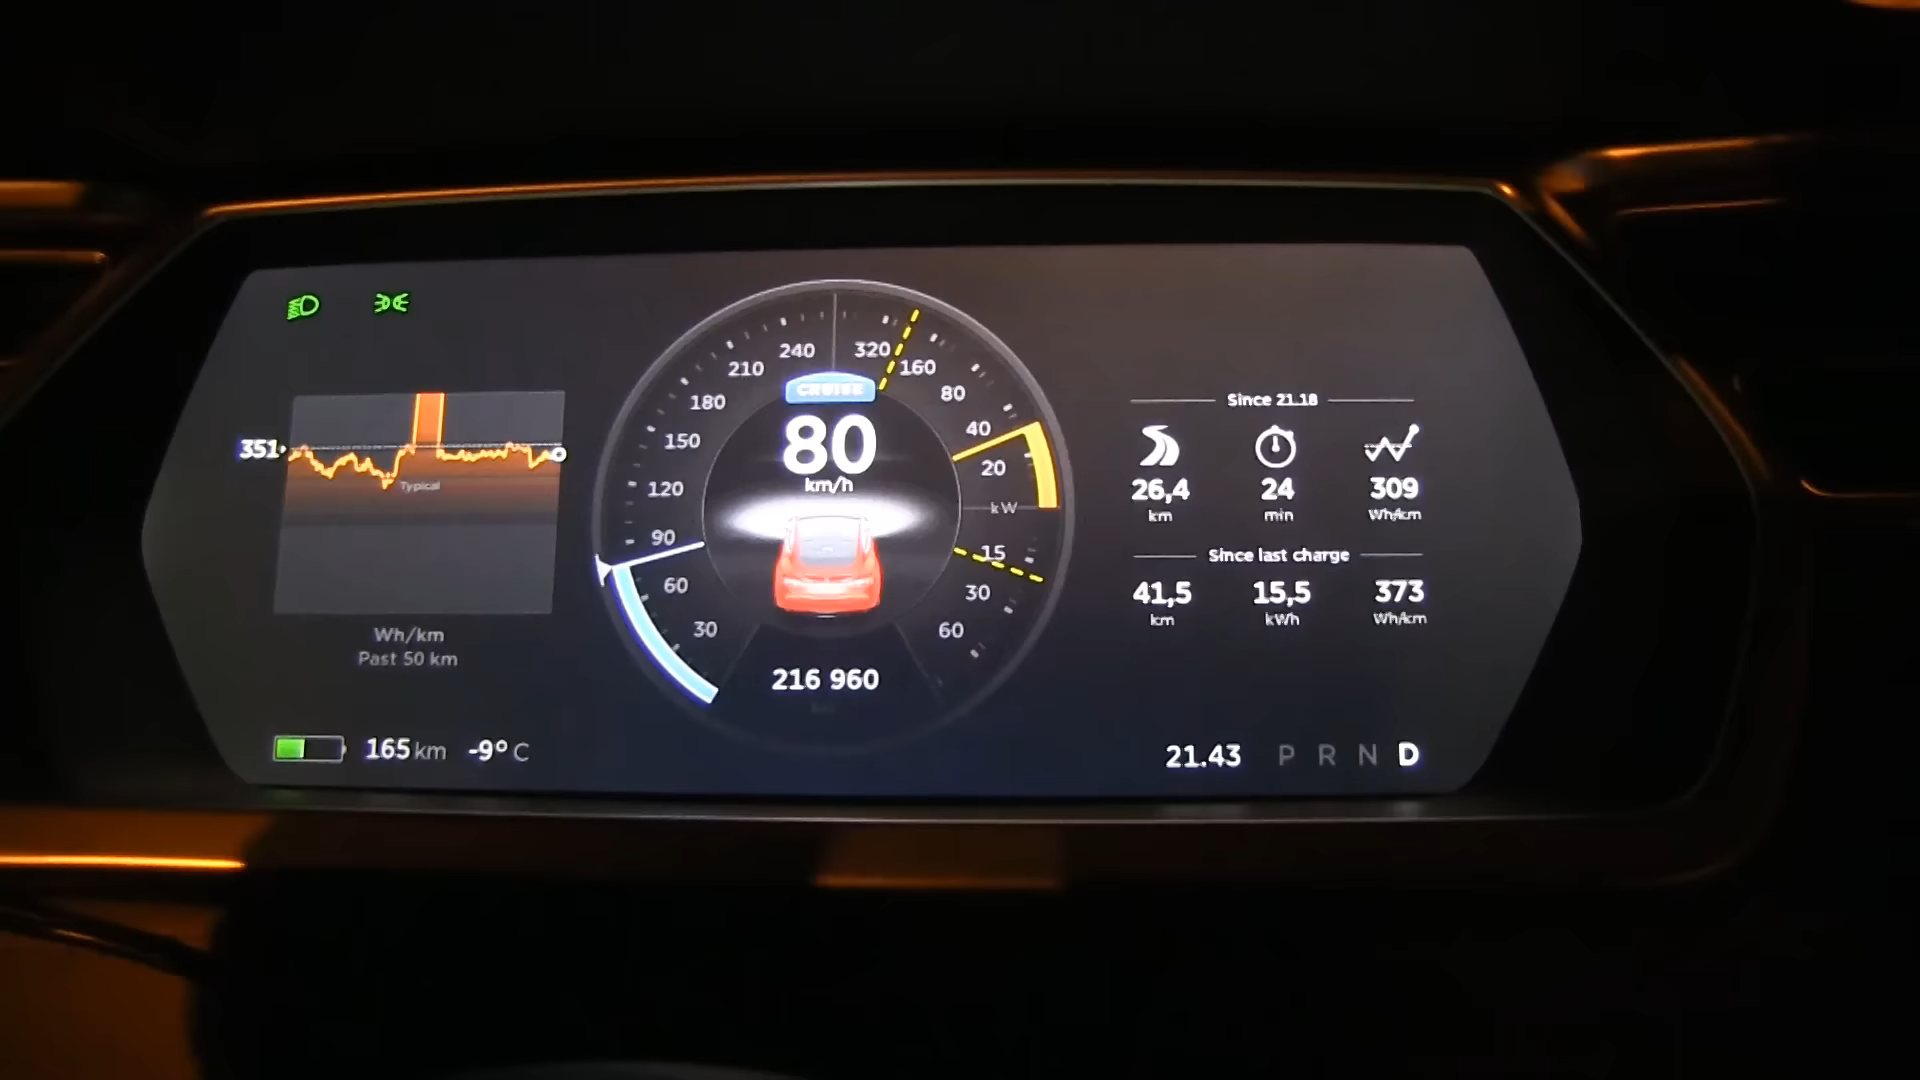 351
Typical
Wh/km
Past 50 km
165 km -9° C
CRUISE
80
km/h
30
60
90
120
150
180
210
240
320
160
80
40
20
kW
15
30
60
216 960
Since 21.18
26,4 24 309
km min Wh/km
Since last charge
41,5 15,5 373
km kWh Wh/km
21.43 P R N D